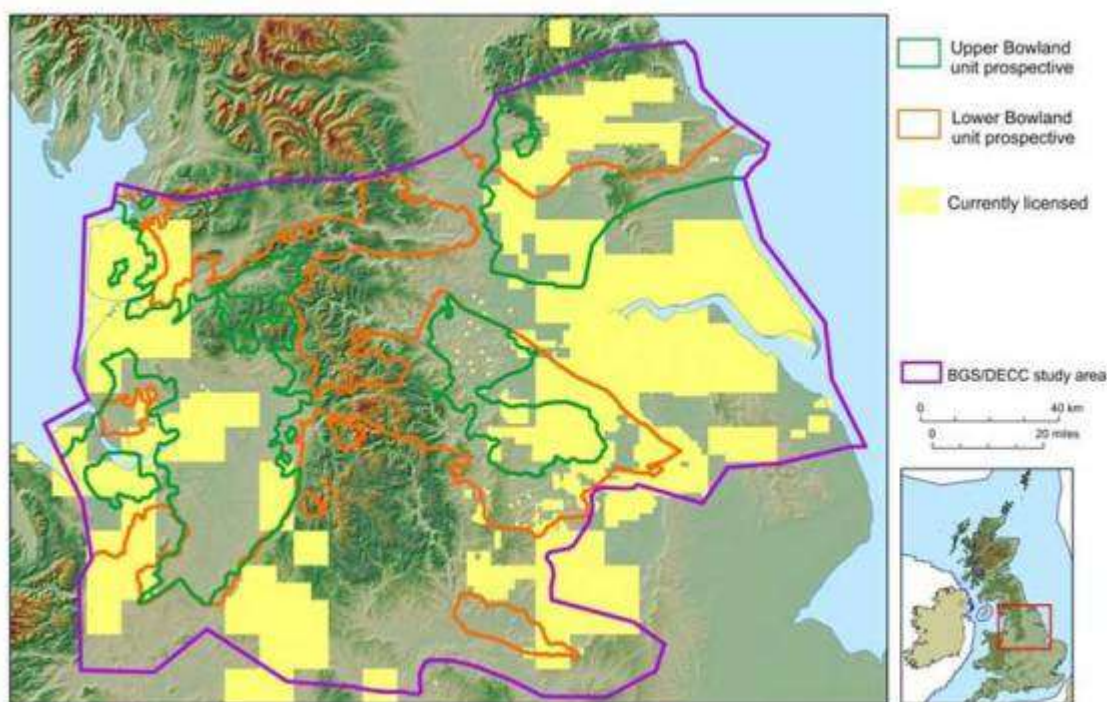 Upper Bowland
unit prospective
Lower Bowland
unit prospective
Currently licensed
BGS/DECC study area
0 40 km
0 20 miles